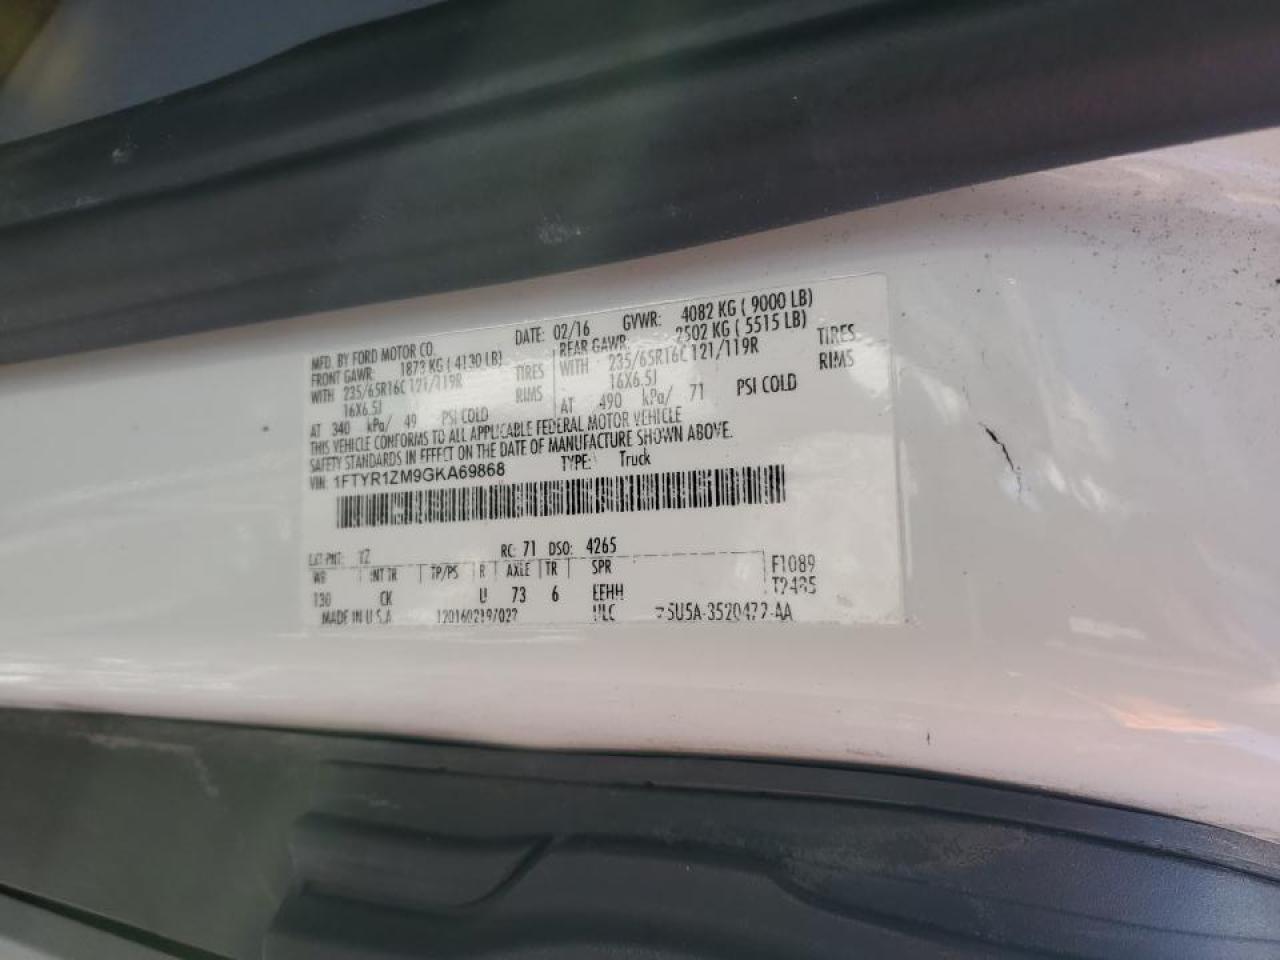 MFD. BY FORD MOTOR CO. DATE: 02/16 GVWR: 4082 KG ( 9000 LB)
FRONT GAWR: 1873 KG ( 4130 LB) REAR GAWR: 2502 KG ( 5515 LB)
WITH 235/65R16C 121/119R TIRES WITH 235/65R16C 121/119R TIRES
16X6.5J RIMS 16X6.5J RIMS
AT 340 kPa/ 49 PSI COLD AT 490 kPa/ 71 PSI COLD
THIS VEHICLE CONFORMS TO ALL APPLICABLE FEDERAL MOTOR VEHICLE
SAFETY STANDARDS IN EFFECT ON THE DATE OF MANUFACTURE SHOWN ABOVE.
VIN: 1FTYR1ZM9GKA69868 TYPE: Truck
EXT PNT: YZ RC: 71 DSO: 4265
WB INT TR TP/PS R AXLE TR SPR F1089
130 CK U 73 6 EEHH T2485
MADE IN U.S.A. ULC